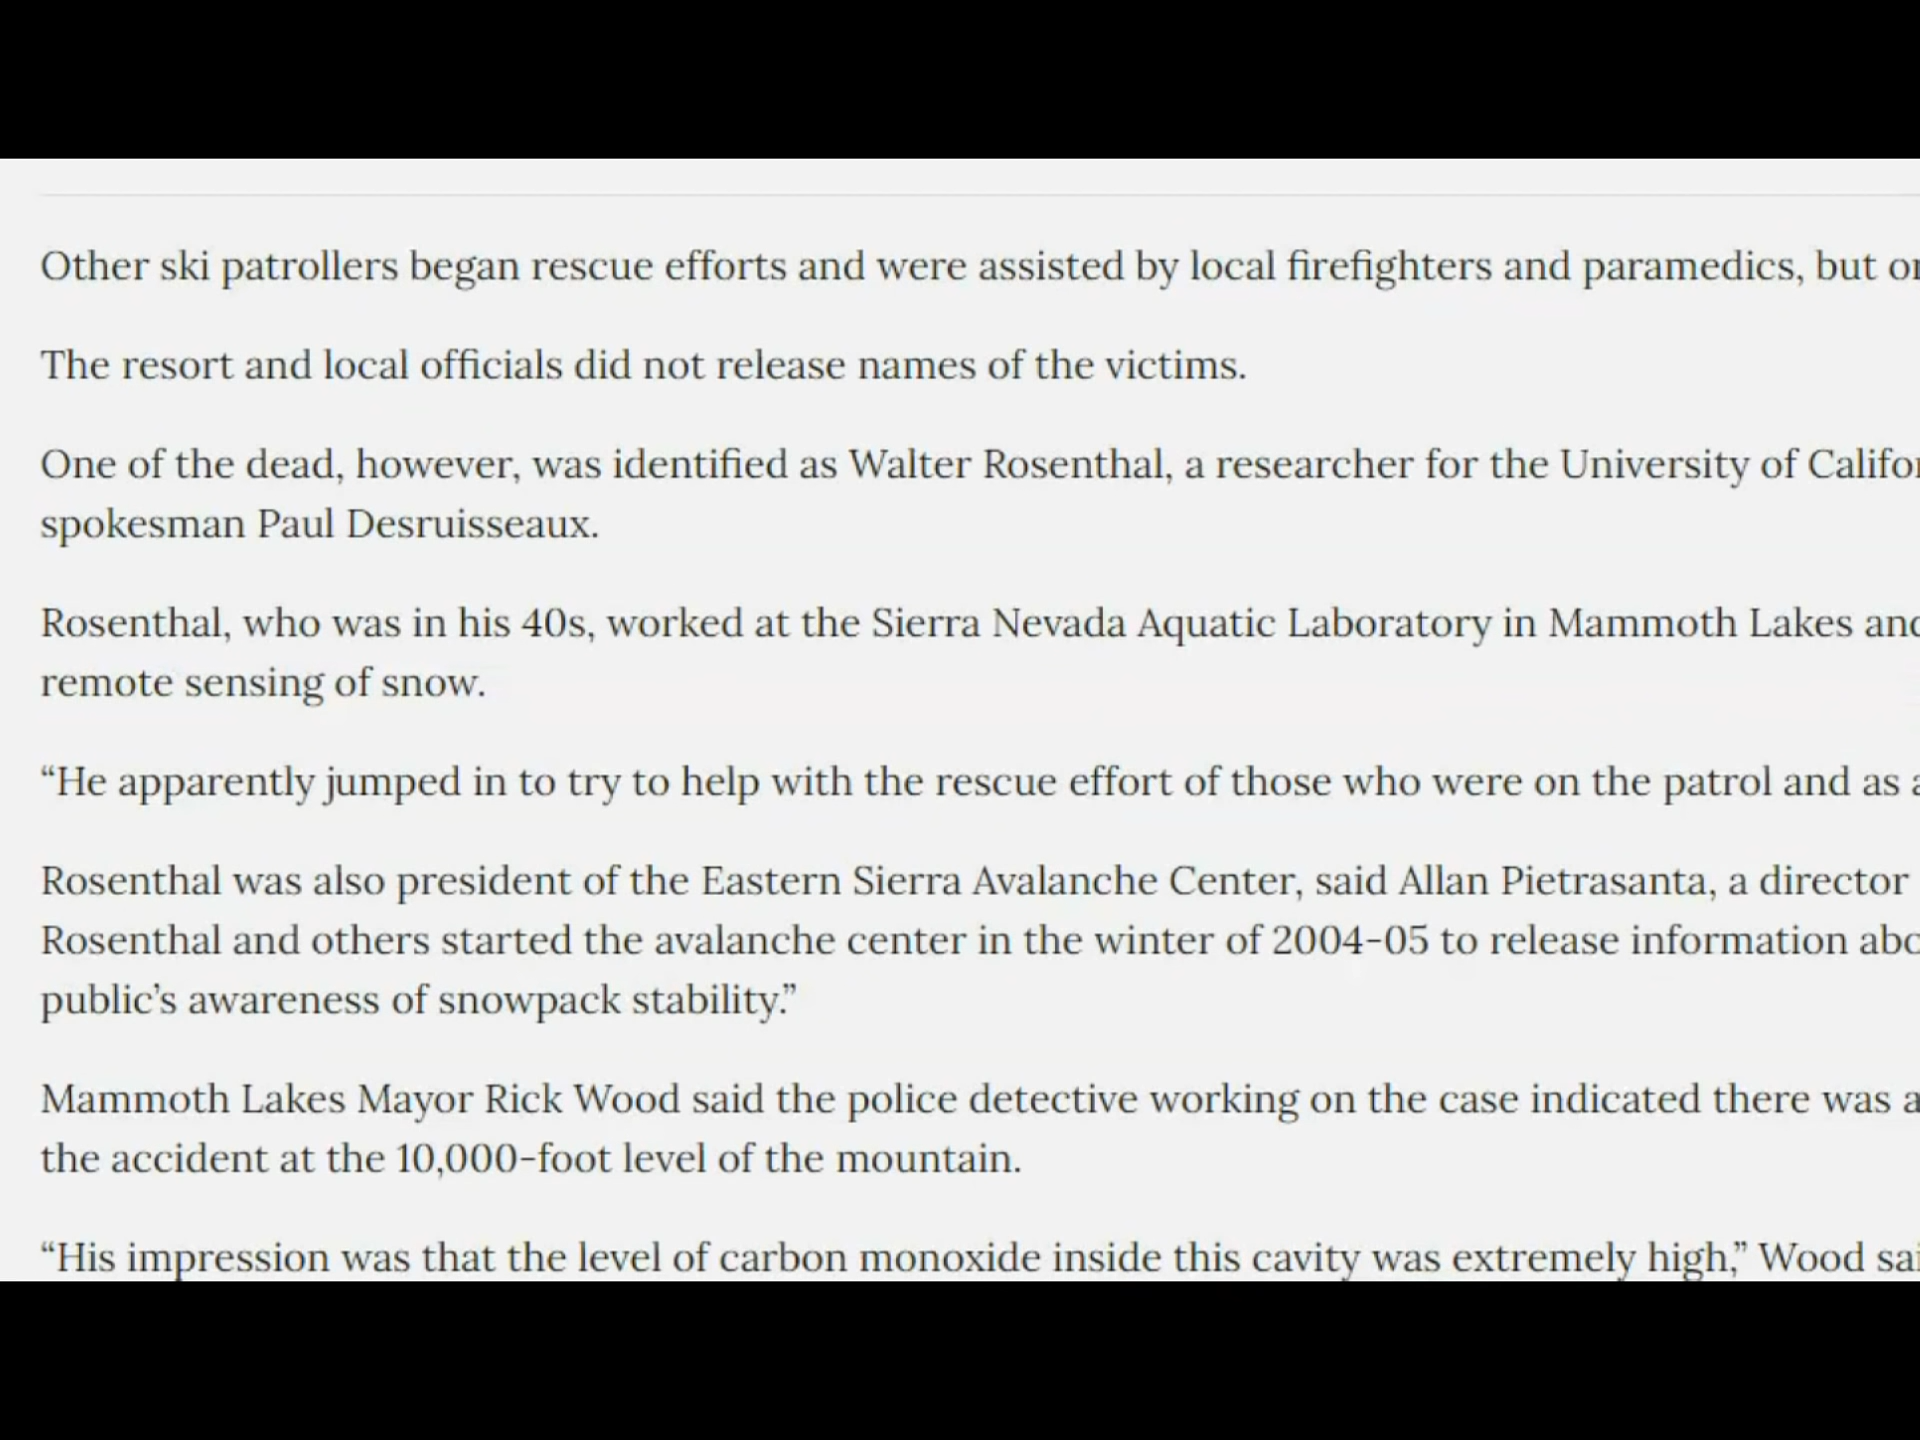 Other ski patrollers began rescue efforts and were assisted by local firefighters and paramedics, but
The resort and local officials did not release names of the victims.
One of the dead, however, was identified as Walter Rosenthal, a researcher for the University of
spokesman Paul Desruisseaux.
Rosenthal, who was in his 40s, worked at the Sierra Nevada Aquatic Laboratory in Mammoth Lakes
remote sensing of snow.
“He apparently jumped in to try to help with the rescue effort of those who were on the patrol and as
Rosenthal was also president of the Eastern Sierra Avalanche Center, said Allan Pietrasanta, a director
Rosenthal and others started the avalanche center in the winter of 2004-05 to release information
public’s awareness of snowpack stability.”
Mammoth Lakes Mayor Rick Wood said the police detective working on the case indicated there was
the accident at the 10,000-foot level of the mountain.
“His impression was that the level of carbon monoxide inside this cavity was extremely high,” Wood